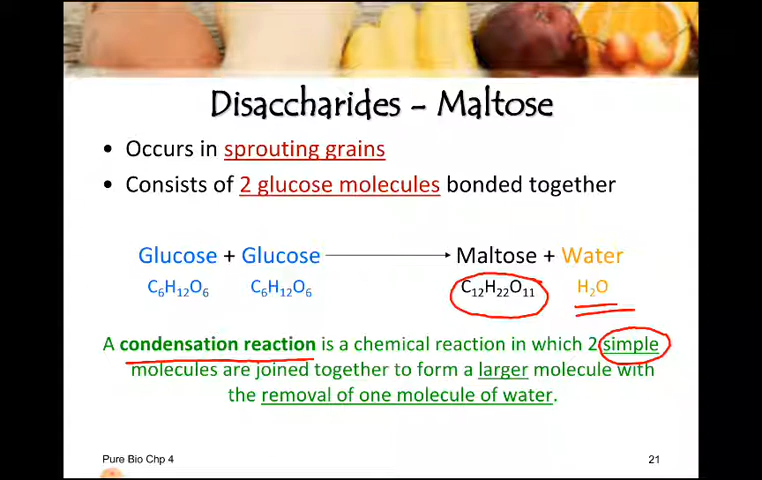 Disaccharides – Maltose
• Occurs in sprouting grains
• Consists of 2 glucose molecules bonded together
Glucose + Glucose → Maltose + Water
C₆H₁₂O₆ C₆H₁₂O₆ C₁₂H₂₂O₁₁ H₂O
A condensation reaction is a chemical reaction in which 2 simple
molecules are joined together to form a larger molecule with
the removal of one molecule of water.
Pure Bio Chp 4 21